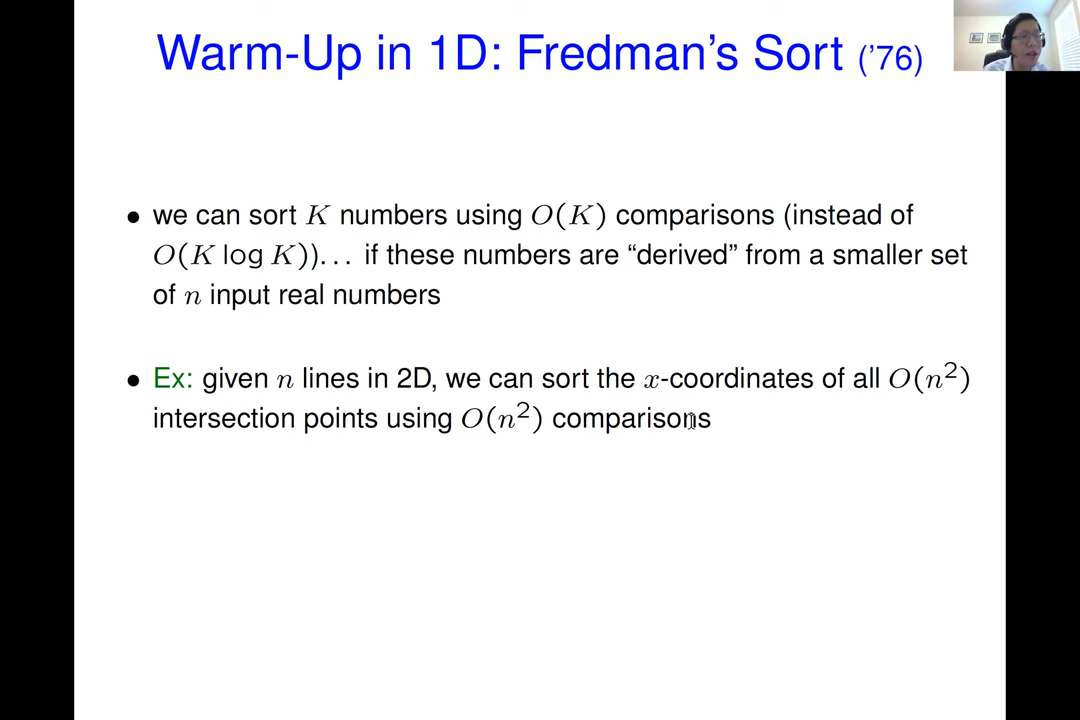 Warm-Up in 1D: Fredman's Sort ('76)
• we can sort K numbers using O(K) comparisons (instead of
O(K log K))... if these numbers are “derived” from a smaller set
of n input real numbers
• Ex: given n lines in 2D, we can sort the x-coordinates of all O(n²)
intersection points using O(n²) comparisons